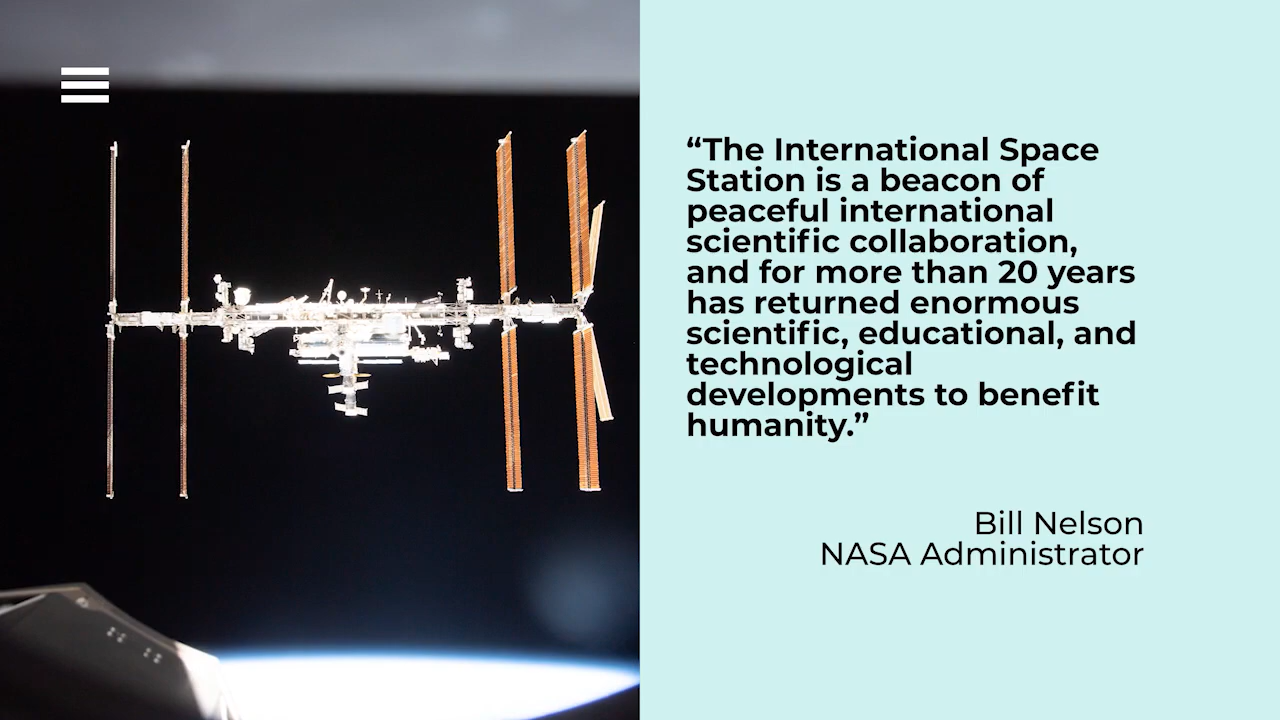 “The International Space
Station is a beacon of
peaceful international
scientific collaboration,
and for more than 20 years
has returned enormous
scientific, educational, and
technological
developments to benefit
humanity.”
Bill Nelson
NASA Administrator